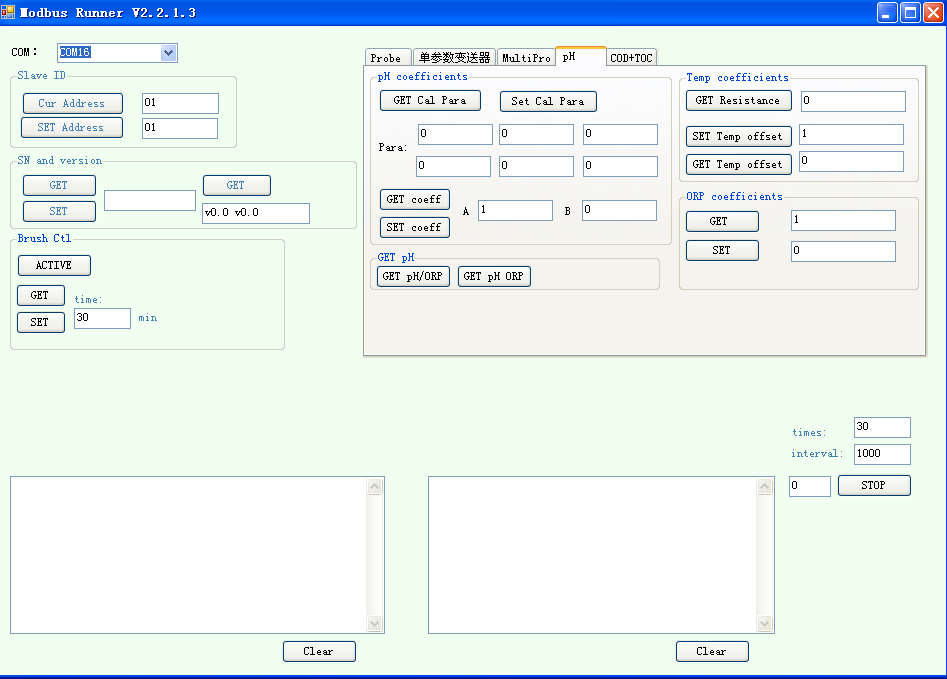 Modbus Runner V2.2.1.3
COM：
COM16
Slave ID
Cur Address
01
SET Address
01
SN and version
GET
GET
SET
v0.0 v0.0
Brush Ctl
ACTIVE
GET
time:
SET
30
min
Probe
单参数变送器
MultiPro
pH
COD+TOC
pH coefficients
GET Cal Para
Set Cal Para
Para:
0
0
0
0
0
0
GET coeff
SET coeff
A
1
B
0
GET pH
GET pH/ORP
GET pH ORP
Temp coefficients
GET Resistance
0
SET Temp offset
1
GET Temp offset
0
ORP coefficients
GET
1
SET
0
times:
30
interval:
1000
0
STOP
Clear
Clear